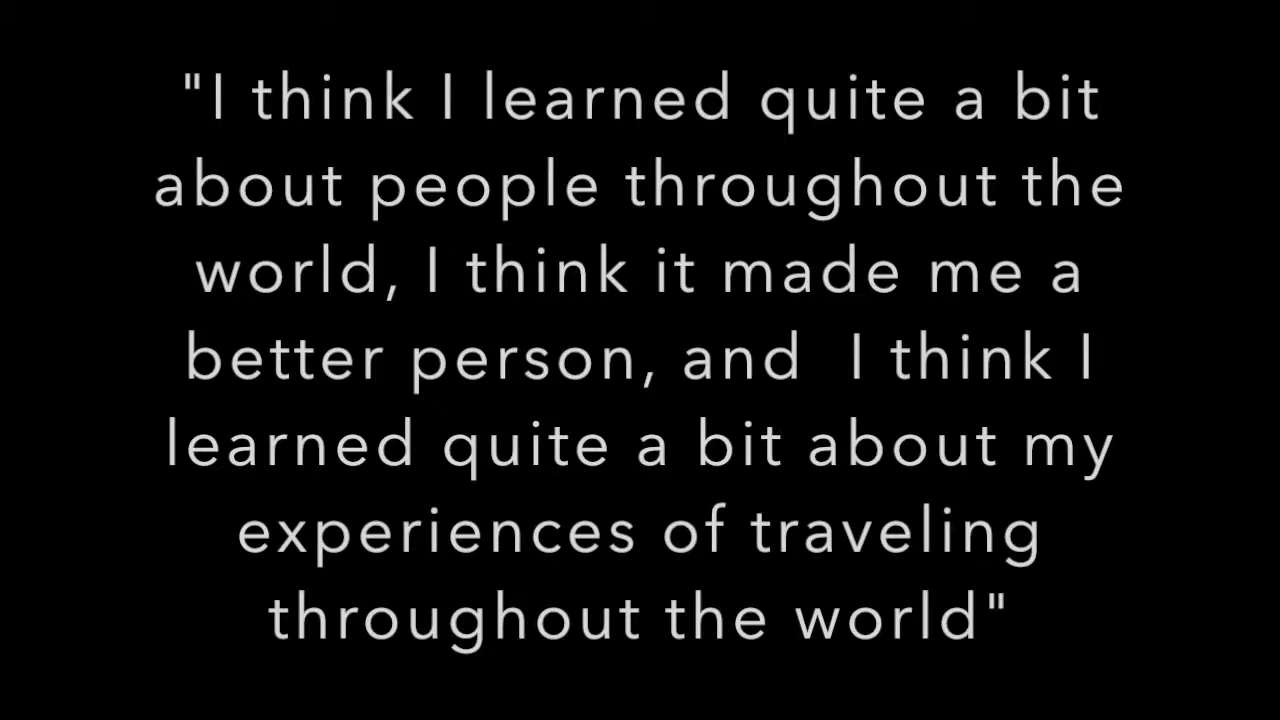 "I think I learned quite a bit
about people throughout the
world, I think it made me a
better person, and  I think I
learned quite a bit about my
experiences of traveling
throughout the world"